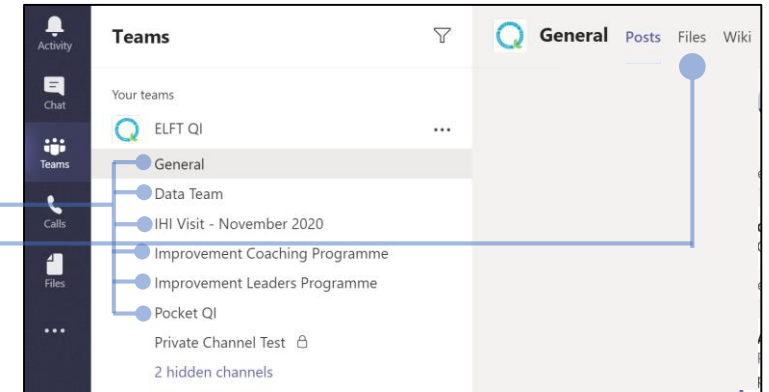 Activity
Chat
Teams
Calls
Files
...
Teams
Your teams
ELFT QI ...
General
Data Team
IHI Visit - November 2020
Improvement Coaching Programme
Improvement Leaders Programme
Pocket QI
Private Channel Test
2 hidden channels
General Posts Files Wiki